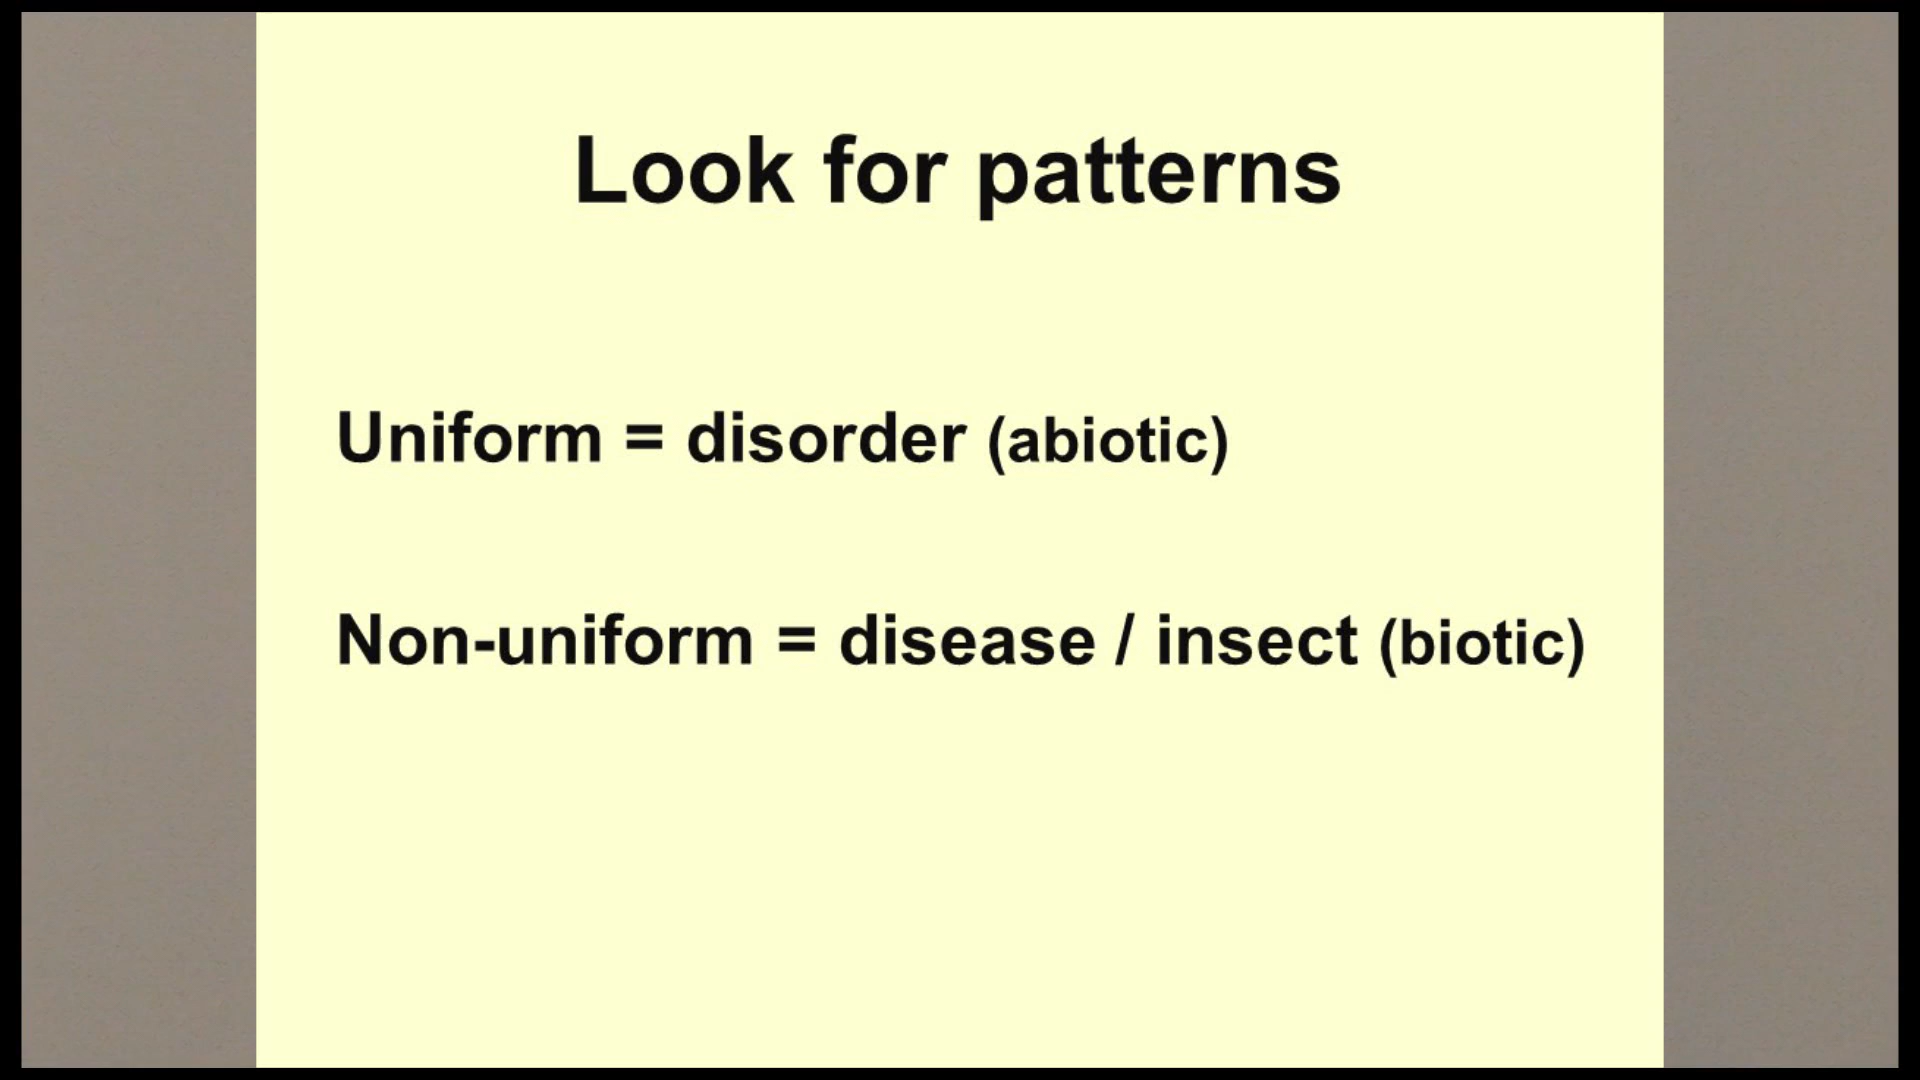 Look for patterns
Uniform = disorder (abiotic)
Non-uniform = disease / insect (biotic)